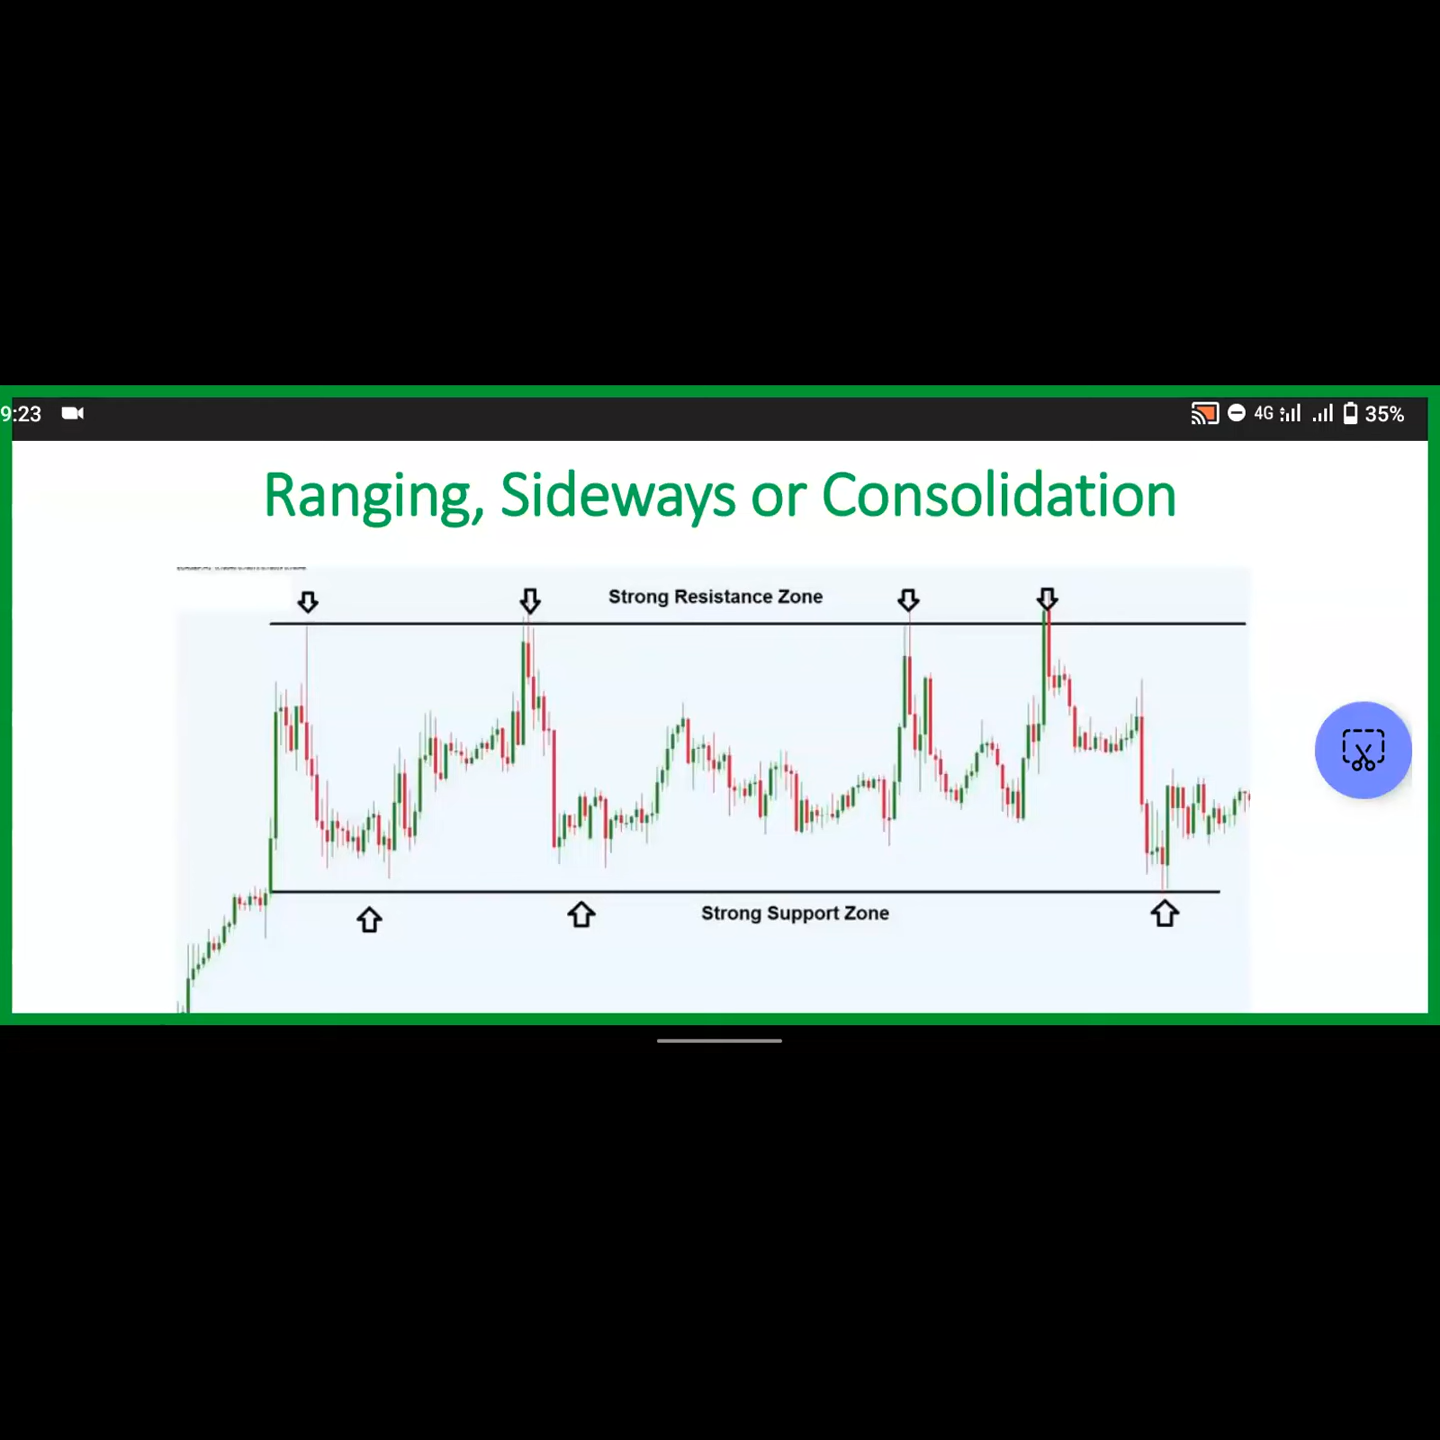 9:23 4G 35%
Ranging, Sideways or Consolidation
Strong Resistance Zone
Strong Support Zone